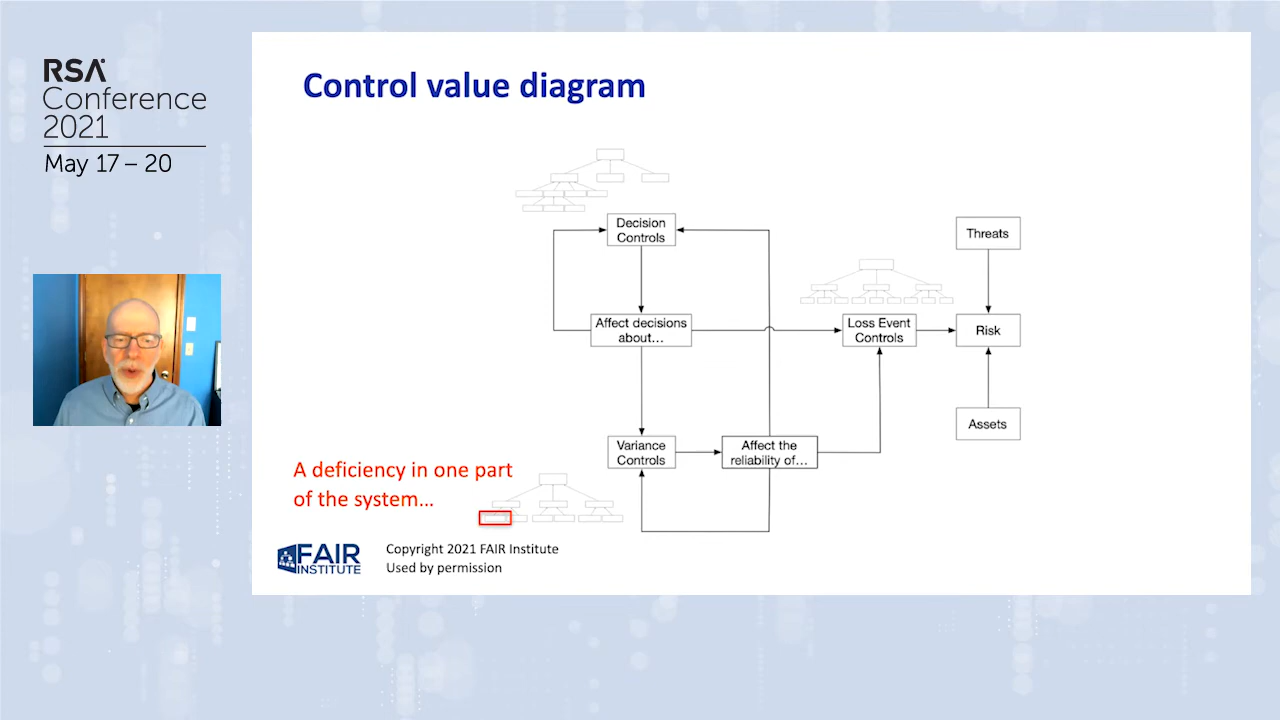 RSA
Conference
2021
May 17 – 20
Control value diagram
Decision
Controls
Threats
Affect decisions
about...
Loss Event
Controls
Risk
Assets
Variance
Controls
Affect the
reliability of...
A deficiency in one part
of the system...
FAIR
INSTITUTE
Copyright 2021 FAIR Institute
Used by permission